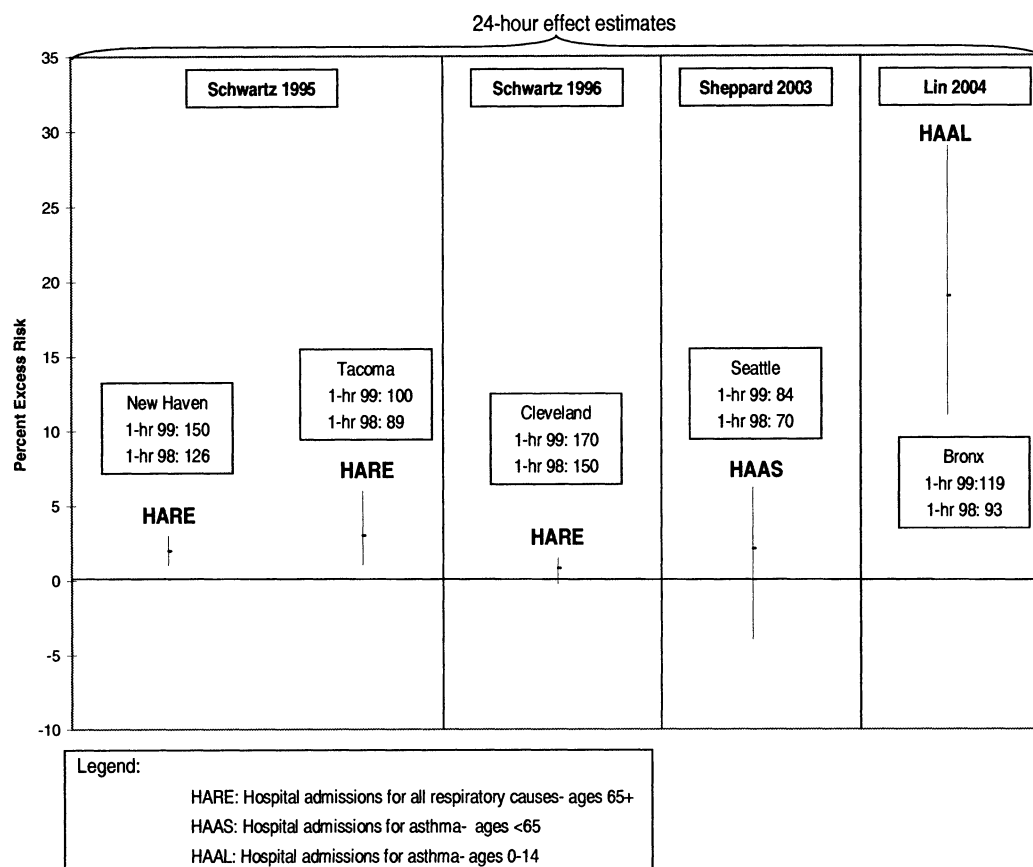 24-hour effect estimates
Percent Excess Risk
35
30
25
20
15
10
5
0
-5
-10
Schwartz 1995
Schwartz 1996
Sheppard 2003
Lin 2004
New Haven
1-hr 99: 150
1-hr 98: 126
HARE
Tacoma
1-hr 99: 100
1-hr 98: 89
HARE
Cleveland
1-hr 99: 170
1-hr 98: 150
HARE
Seattle
1-hr 99: 84
1-hr 98: 70
HAAS
HAAL
Bronx
1-hr 99:119
1-hr 98: 93
Legend:
HARE: Hospital admissions for all respiratory causes- ages 65+
HAAS: Hospital admissions for asthma- ages <65
HAAL: Hospital admissions for asthma- ages 0-14